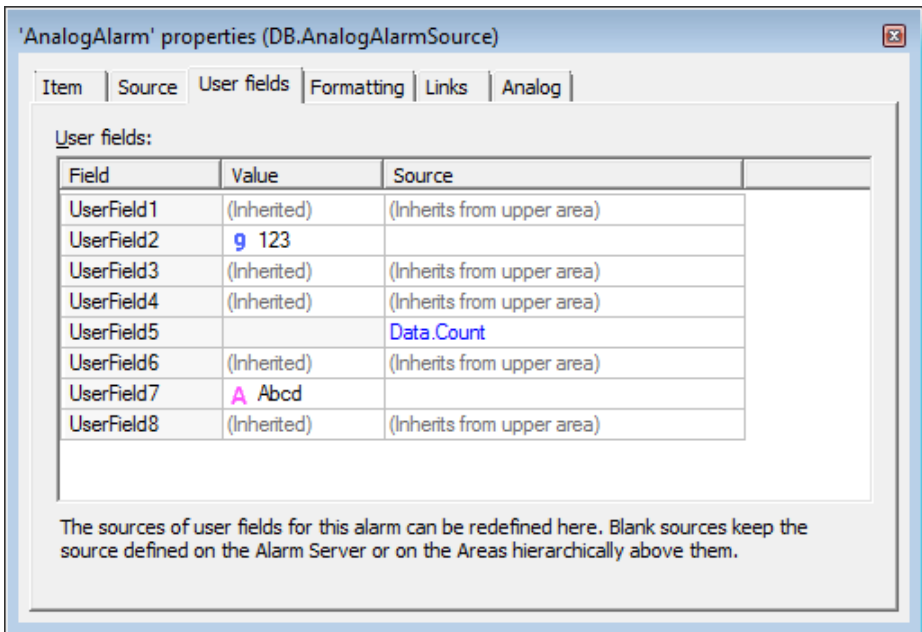 'AnalogAlarm' properties (DB.AnalogAlarmSource)
Item Source User fields Formatting Links Analog
User fields:
Field Value Source
UserField1 (Inherited) (Inherits from upper area)
UserField2 9 123
UserField3 (Inherited) (Inherits from upper area)
UserField4 (Inherited) (Inherits from upper area)
UserField5 Data.Count
UserField6 (Inherited) (Inherits from upper area)
UserField7 A Abcd
UserField8 (Inherited) (Inherits from upper area)
The sources of user fields for this alarm can be redefined here. Blank sources keep the
source defined on the Alarm Server or on the Areas hierarchically above them.